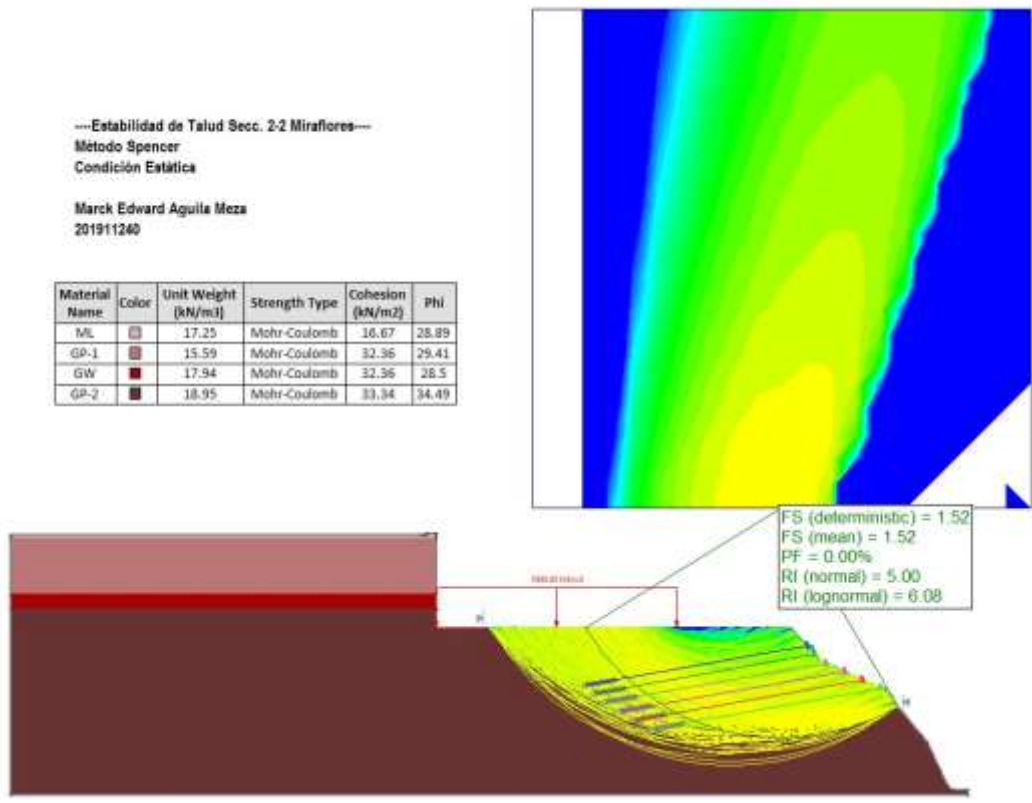 ----Estabilidad de Talud Secc. 2-2 Miraflores----
Método Spencer
Condición Estática
Marck Edward Aguila Meza
201911240
Material Name Color Unit Weight (kN/m3) Strength Type Cohesion (kN/m2) Phi
ML 17.25 Mohr-Coulomb 16.67 28.89
GP-1 15.59 Mohr-Coulomb 32.36 29.41
GW 17.94 Mohr-Coulomb 32.36 28.5
GP-2 18.95 Mohr-Coulomb 33.34 34.49
FS (deterministic) = 1.52
FS (mean) = 1.52
PF = 0.00%
RI (normal) = 5.00
RI (lognormal) = 6.08